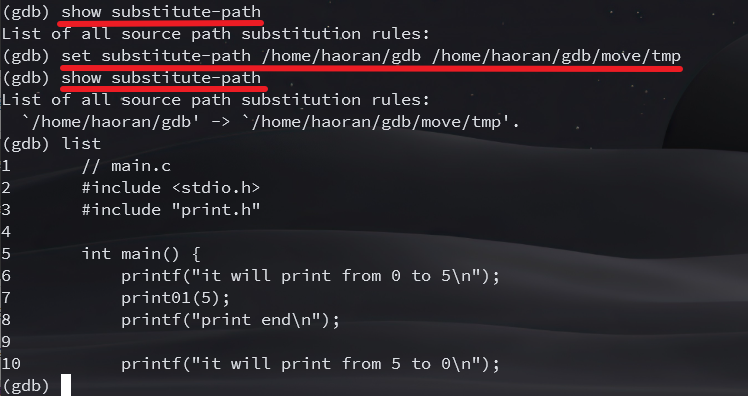 (gdb) show substitute-path
List of all source path substitution rules:
(gdb) set substitute-path /home/haoran/gdb /home/haoran/gdb/move/tmp
(gdb) show substitute-path
List of all source path substitution rules:
  `/home/haoran/gdb' -> `/home/haoran/gdb/move/tmp'.
(gdb) list
1       // main.c
2       #include <stdio.h>
3       #include "print.h"
4
5       int main() {
6           printf("it will print from 0 to 5\n");
7           print01(5);
8           printf("print end\n");
9
10          printf("it will print from 5 to 0\n");
(gdb)